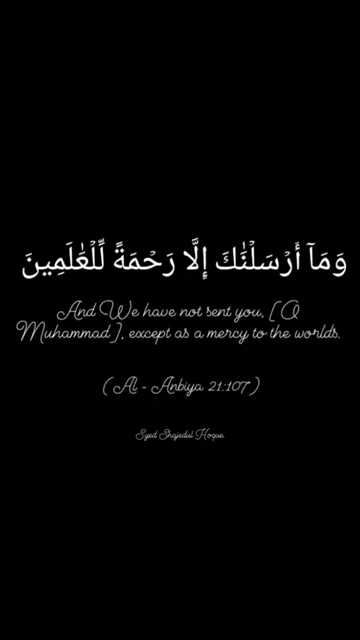 وَمَآ أَرْسَلْنَٰكَ إِلَّا رَحْمَةً لِّلْعَٰلَمِينَ
And We have not sent you, [ O
Muhammad ], except as a mercy to the worlds.
( Al - Anbiya 21:107 )
Syed Shajedul Hoque.